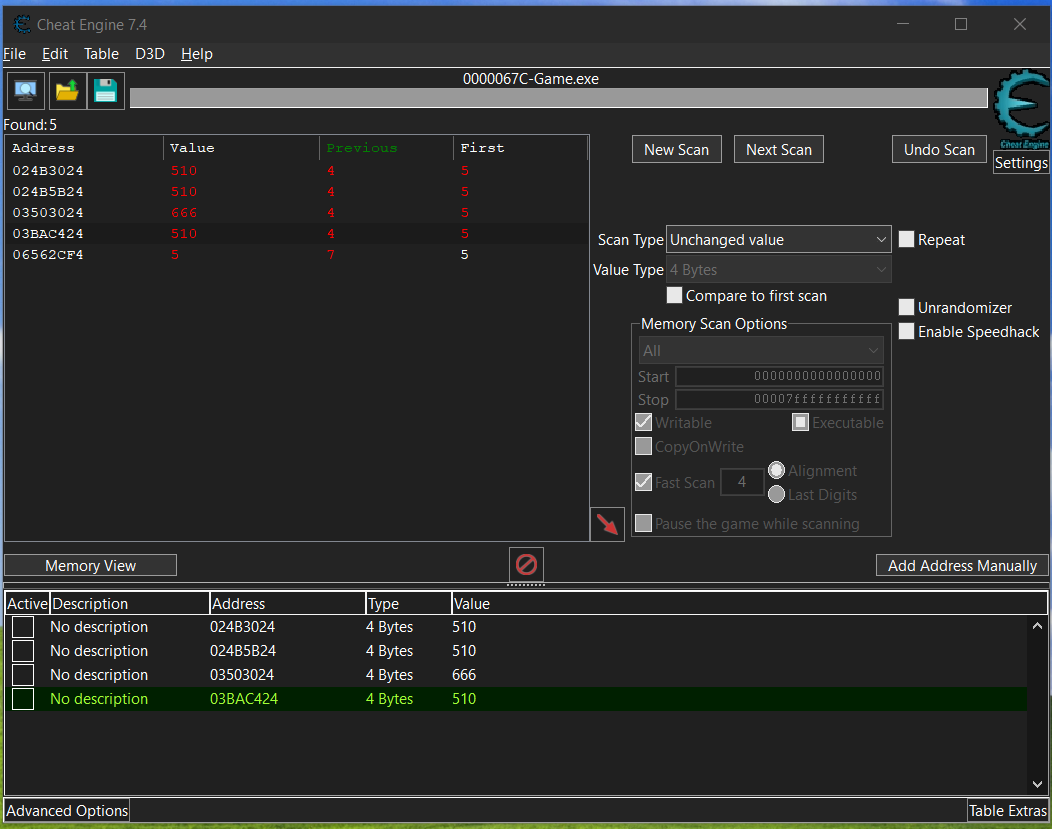 Cheat Engine 7.4
File Edit Table D3D Help
0000067C-Game.exe
Found:5
Cheat Engine
Settings
Address Value Previous First
024B3024 510 4 5
024B5B24 510 4 5
03503024 666 4 5
03BAC424 510 4 5
06562CF4 5 7 5
New Scan Next Scan Undo Scan
Scan Type Unchanged value Repeat
Value Type 4 Bytes
Compare to first scan
Unrandomizer
Enable Speedhack
Memory Scan Options
All
Start 0000000000000000
Stop 00007fffffffffff
Writable Executable
CopyOnWrite
Fast Scan 4 Alignment
Last Digits
Pause the game while scanning
Memory View Add Address Manually
Active Description Address Type Value
No description 024B3024 4 Bytes 510
No description 024B5B24 4 Bytes 510
No description 03503024 4 Bytes 666
No description 03BAC424 4 Bytes 510
Advanced Options Table Extras